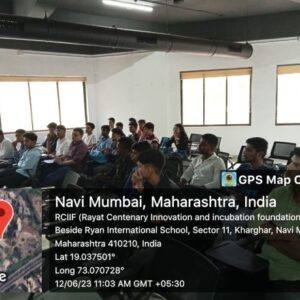 GPS Map C
Navi Mumbai, Maharashtra, India
RCIIF (Rayat Centenary Innovation and incubation foundation
Beside Ryan International School, Sector 11, Kharghar, Navi M
Maharashtra 410210, India
Lat 19.037501°
Long 73.070728°
12/06/23 11:03 AM GMT +05:30